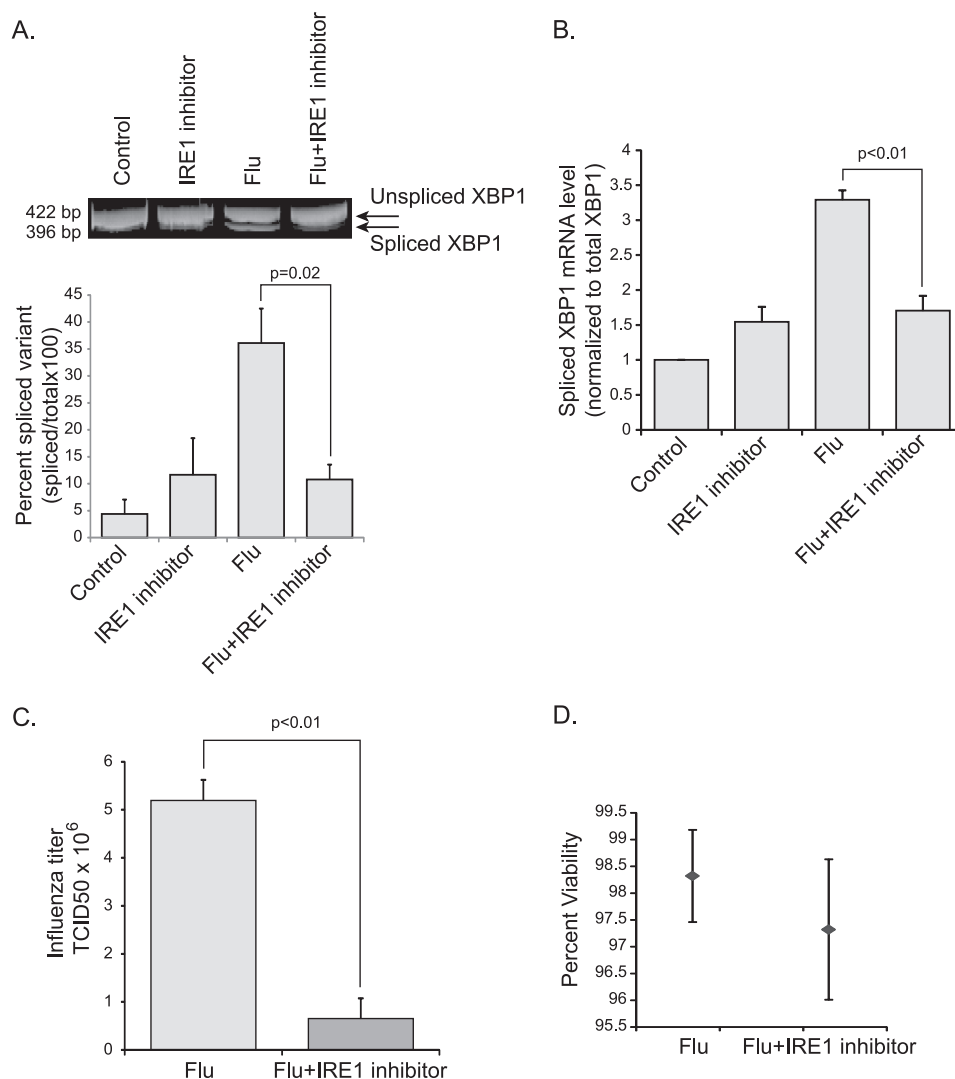 A.
Control
IRE1 inhibitor
Flu
Flu+IRE1 inhibitor
422 bp
396 bp
Unspliced XBP1
Spliced XBP1
p=0.02
Percent spliced variant
(spliced/totalx100)
45
40
35
30
25
20
15
10
5
0
Control
IRE1 inhibitor
Flu
Flu+IRE1 inhibitor
B.
p<0.01
Spliced XBP1 mRNA level
(normalized to total XBP1)
4
3.5
3
2.5
2
1.5
1
0.5
0
Control
IRE1 inhibitor
Flu
Flu+IRE1 inhibitor
C.
p<0.01
Influenza titer
TCID50 x 10⁶
6
5
4
3
2
1
0
Flu
Flu+IRE1 inhibitor
D.
Percent Viability
99.5
99
98.5
98
97.5
97
96.5
96
95.5
Flu
Flu+IRE1 inhibitor